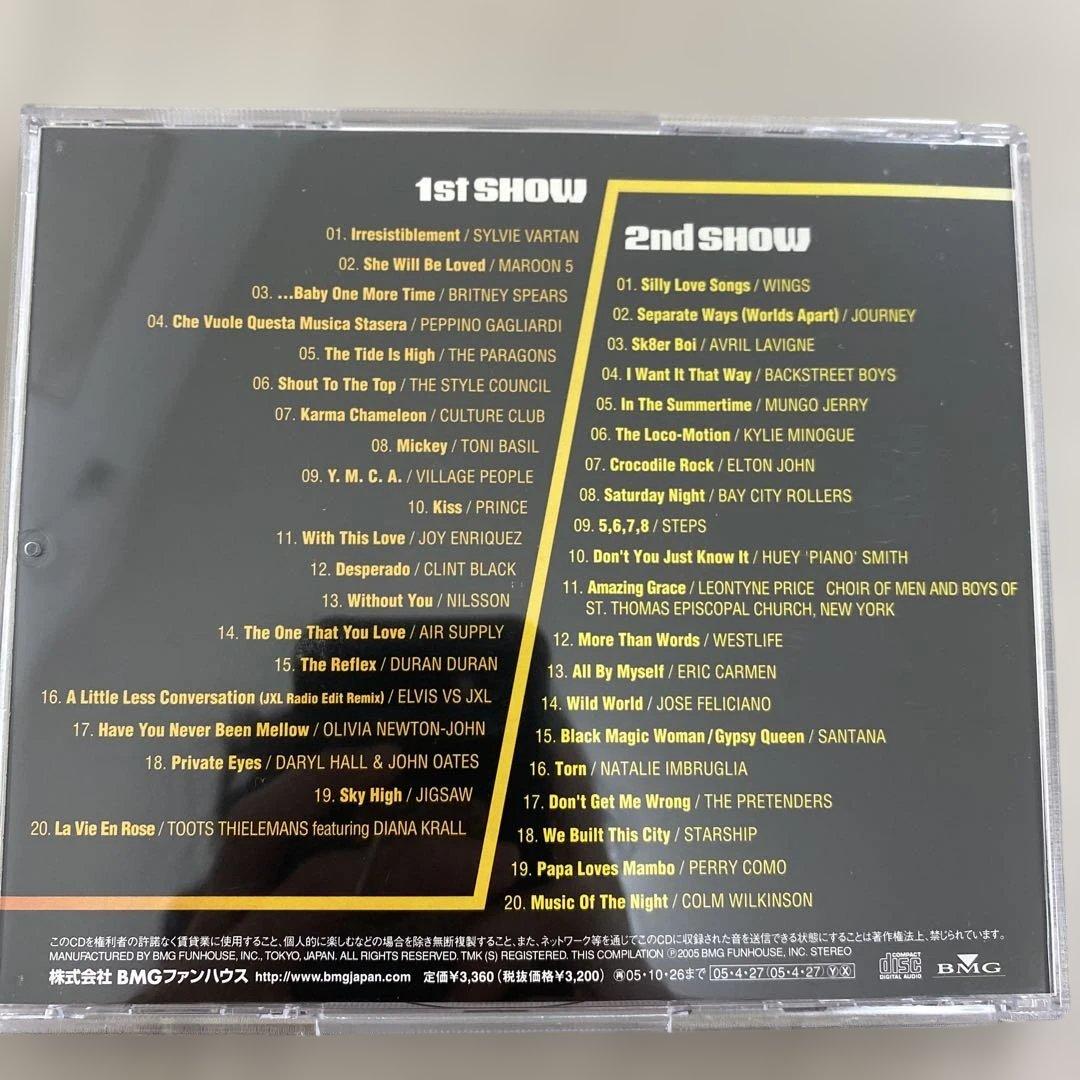 1st SHOW
01. Irresistiblement / SYLVIE VARTAN
02. She Will Be Loved / MAROON 5
03. ...Baby One More Time / BRITNEY SPEARS
04. Che Vuole Questa Musica Stasera / PEPPINO GAGLIARDI
05. The Tide Is High / THE PARAGONS
06. Shout To The Top / THE STYLE COUNCIL
07. Karma Chameleon / CULTURE CLUB
08. Mickey / TONI BASIL
09. Y. M. C. A. / VILLAGE PEOPLE
10. Kiss / PRINCE
11. With This Love / JOY ENRIQUEZ
12. Desperado / CLINT BLACK
13. Without You / NILSSON
14. The One That You Love / AIR SUPPLY
15. The Reflex / DURAN DURAN
16. A Little Less Conversation (JXL Radio Edit Remix) / ELVIS VS JXL
17. Have You Never Been Mellow / OLIVIA NEWTON-JOHN
18. Private Eyes / DARYL HALL & JOHN OATES
19. Sky High / JIGSAW
20. La Vie En Rose / TOOTS THIELEMANS featuring DIANA KRALL
2nd SHOW
01. Silly Love Songs / WINGS
02. Separate Ways (Worlds Apart) / JOURNEY
03. Sk8er Boi / AVRIL LAVIGNE
04. I Want It That Way / BACKSTREET BOYS
05. In The Summertime / MUNGO JERRY
06. The Loco-Motion / KYLIE MINOGUE
07. Crocodile Rock / ELTON JOHN
08. Saturday Night / BAY CITY ROLLERS
09. 5,6,7,8 / STEPS
10. Don't You Just Know It / HUEY 'PIANO' SMITH
11. Amazing Grace / LEONTYNE PRICE CHOIR OF MEN AND BOYS OF
ST. THOMAS EPISCOPAL CHURCH, NEW YORK
12. More Than Words / WESTLIFE
13. All By Myself / ERIC CARMEN
14. Wild World / JOSE FELICIANO
15. Black Magic Woman/Gypsy Queen / SANTANA
16. Torn / NATALIE IMBRUGLIA
17. Don't Get Me Wrong / THE PRETENDERS
18. We Built This City / STARSHIP
19. Papa Loves Mambo / PERRY COMO
20. Music Of The Night / COLM WILKINSON
このCDを権利者の許諾なく賃貸業に使用すること、個人的に楽しむなどの場合を除き無断複製すること、また、ネットワーク等を通じてこのCDに収録された音を送信できる状態にすることは著作権法上、禁じられています。
MANUFACTURED BY BMG FUNHOUSE, INC., TOKYO, JAPAN. ALL RIGHTS RESERVED. TMK (S) REGISTERED. THIS COMPILATION ℗2005 BMG FUNHOUSE, INC. STEREO
株式会社BMGファンハウス http://www.bmgjapan.com 定価¥3,360 (税抜価格¥3,200) 再05・10・26まで 05・4・27 (05・4・27) Y X
COMPACT disc DIGITAL AUDIO
BMG